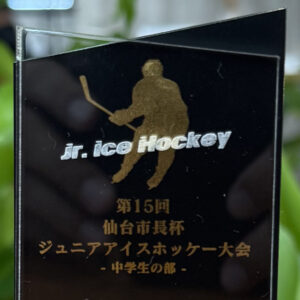 Jr. Ice Hockey
第15回
仙台市長杯
ジュニアアイスホッケー大会
- 中学生の部 -